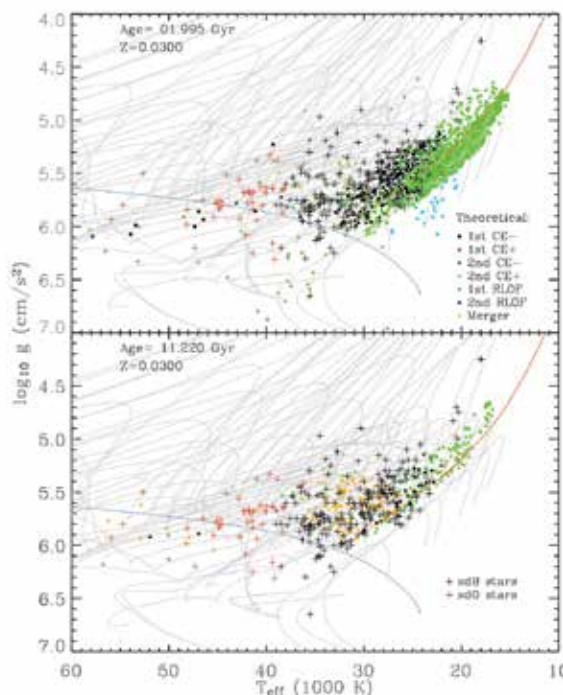 Age= 01.995 Gyr
Z=0.0300
4.0
4.5
5.0
5.5
6.0
6.5
7.0
Theoretical:
1st CE-
1st CE+
2nd CE-
2nd CE+
1st RLOF
2nd RLOF
Merger
log₁₀ g (cm/s²)
Age= 11.220 Gyr
Z=0.0300
4.5
5.0
5.5
6.0
6.5
7.0
sdB stars
sdO stars
60 50 40 30 20 10
T_eff (1000 K)